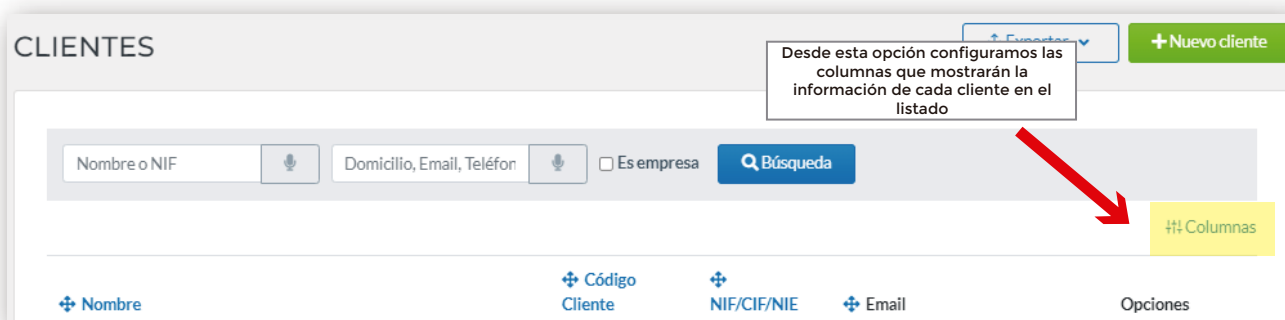 CLIENTES
Exportar
+ Nuevo cliente
Desde esta opción configuramos las
columnas que mostrarán la
información de cada cliente en el
listado
Nombre o NIF
Domicilio, Email, Teléfon
Es empresa
Búsqueda
Columnas
Nombre
Código
Cliente
NIF/CIF/NIE
Email
Opciones